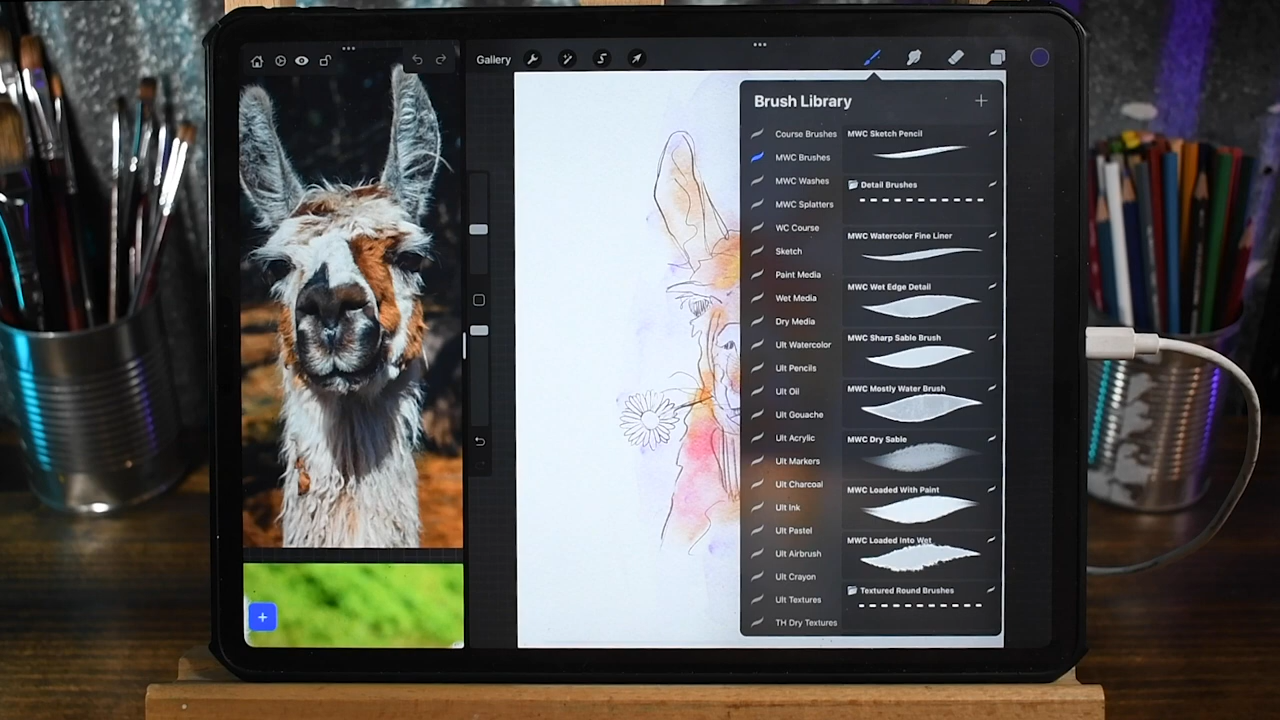 Gallery
Brush Library
Course Brushes
MWC Brushes
MWC Washes
MWC Splatters
WC Course
Sketch
Paint Media
Wet Media
Dry Media
Ult Watercolor
Ult Pencils
Ult Oil
Ult Gouache
Ult Acrylic
Ult Markers
Ult Charcoal
Ult Ink
Ult Pastel
Ult Airbrush
Ult Crayon
Ult Textures
TH Dry Textures
MWC Sketch Pencil
Detail Brushes
MWC Watercolor Fine Liner
MWC Wet Edge Detail
MWC Sharp Sable Brush
MWC Mostly Water Brush
MWC Dry Sable
MWC Loaded With Paint
MWC Loaded Into Wet
Textured Round Brushes